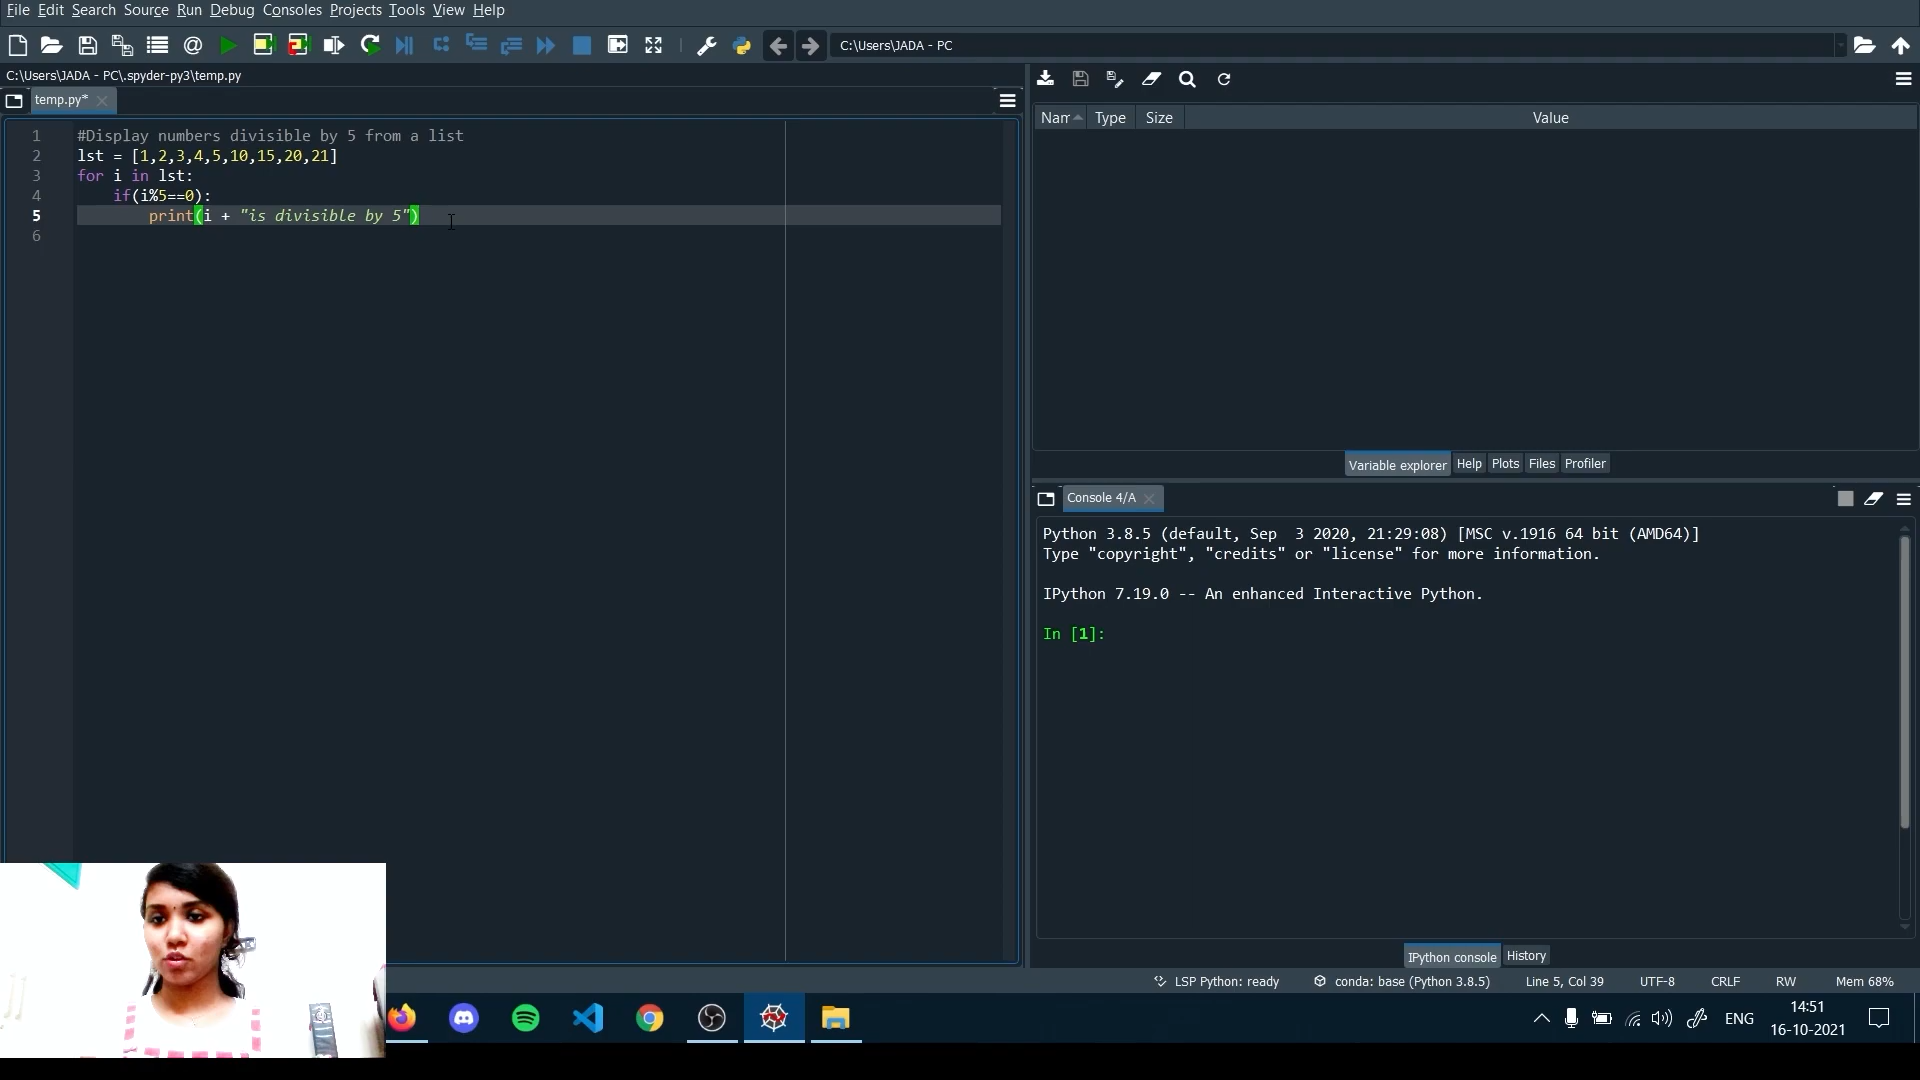 File Edit Search Source Run Debug Consoles Projects Tools View Help
C:\Users\JADA - PC
C:\Users\JADA - PC\.spyder-py3\temp.py
temp.py*
1 #Display numbers divisible by 5 from a list
2 lst = [1,2,3,4,5,10,15,20,21]
3 for i in lst:
4 if(i%5==0):
5 print(i + "is divisible by 5")
6
Nam Type Size Value
Variable explorer Help Plots Files Profiler
Console 4/A
Python 3.8.5 (default, Sep  3 2020, 21:29:08) [MSC v.1916 64 bit (AMD64)]
Type "copyright", "credits" or "license" for more information.
IPython 7.19.0 -- An enhanced Interactive Python.
In [1]:
IPython console History
LSP Python: ready conda: base (Python 3.8.5) Line 5, Col 39 UTF-8 CRLF RW Mem 68%
ENG
14:51
16-10-2021